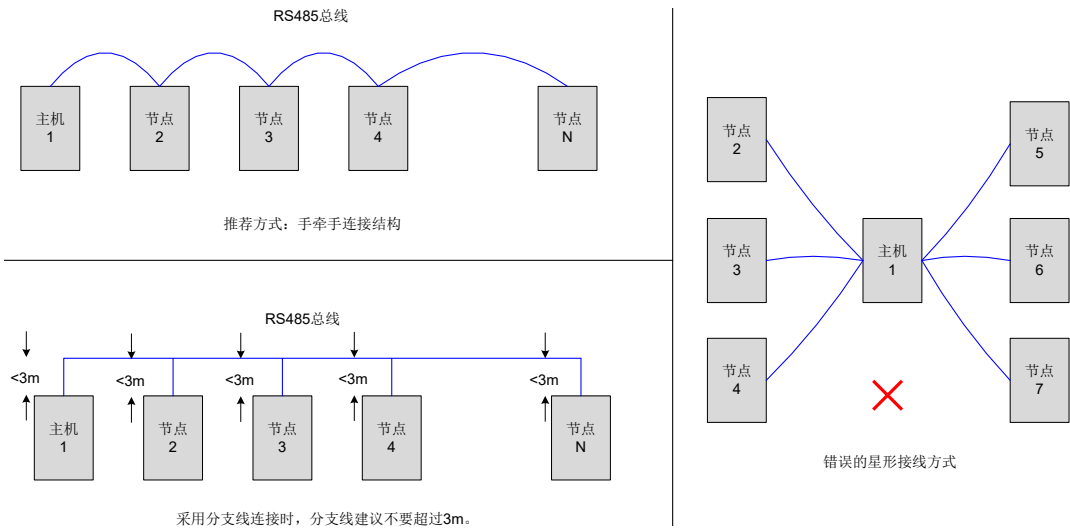 RS485总线
主机
1
节点
2
节点
3
节点
4
节点
N
推荐方式：手牵手连接结构
RS485总线
<3m
<3m
<3m
<3m
<3m
主机
1
节点
2
节点
3
节点
4
节点
N
采用分支线连接时，分支线建议不要超过3m。
节点
2
节点
3
节点
4
主机
1
节点
5
节点
6
节点
7
错误的星形接线方式